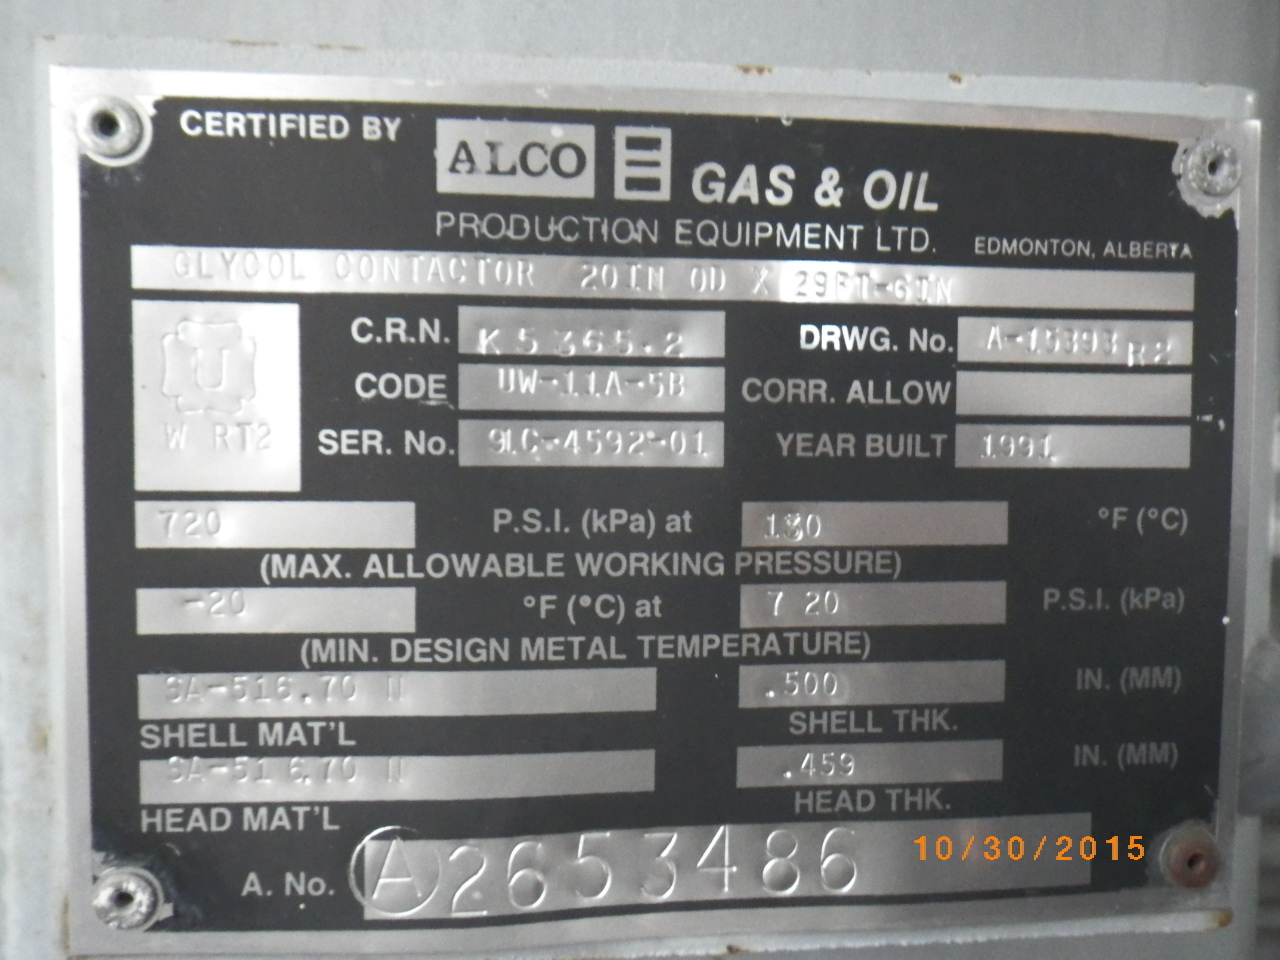 CERTIFIED BY ALCO GAS & OIL
PRODUCTION EQUIPMENT LTD. EDMONTON, ALBERTA
GLYCOL CONTACTOR 20IN OD X 29FT-6IN
U
W RT2
C.R.N. K5365.2 DRWG. No. A-15393 R2
CODE UW-11A-5B CORR. ALLOW
SER. No. 91C-4592-01 YEAR BUILT 1991
720 P.S.I. (kPa) at 130 °F (°C)
(MAX. ALLOWABLE WORKING PRESSURE)
-20 °F (°C) at 720 P.S.I. (kPa)
(MIN. DESIGN METAL TEMPERATURE)
SA-516.70 N .500 IN. (MM)
SHELL MAT'L SHELL THK.
SA-516.70 N .459 IN. (MM)
HEAD MAT'L HEAD THK.
A. No. A 2653486
10/30/2015